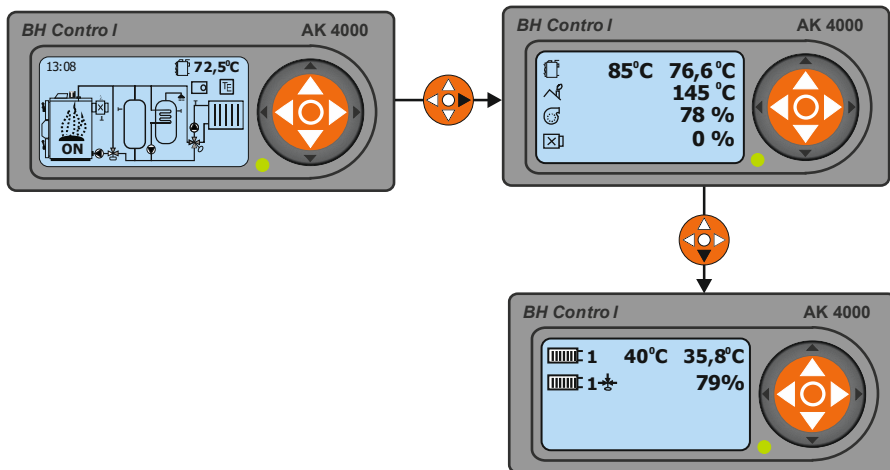 BH Control AK 4000
13:08 72,5°C
TE
ON
BH Control AK 4000
85°C 76,6°C
145 °C
78 %
0 %
BH Control AK 4000
1 40°C 35,8°C
1 79%